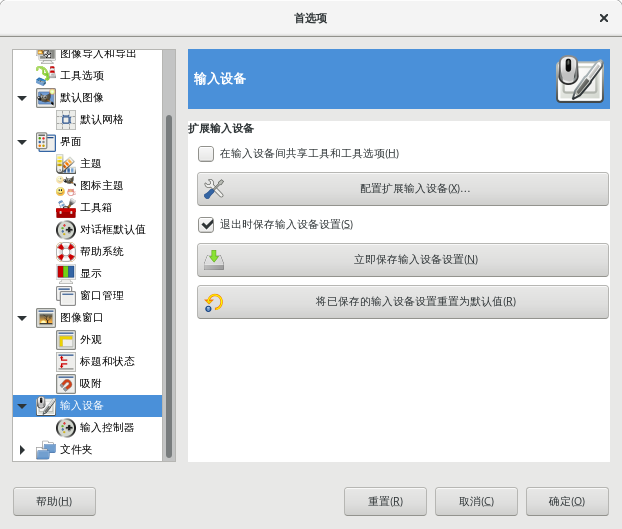 首选项
图像导入和导出
工具选项
默认图像
默认网格
界面
主题
图标主题
工具箱
对话框默认值
帮助系统
显示
窗口管理
图像窗口
外观
标题和状态
吸附
输入设备
输入控制器
文件夹
输入设备
扩展输入设备
在输入设备间共享工具和工具选项(H)
配置扩展输入设备(X)...
退出时保存输入设备设置(S)
立即保存输入设备设置(N)
将已保存的输入设备设置重置为默认值(R)
帮助(H)
重置(R)
取消(C)
确定(O)